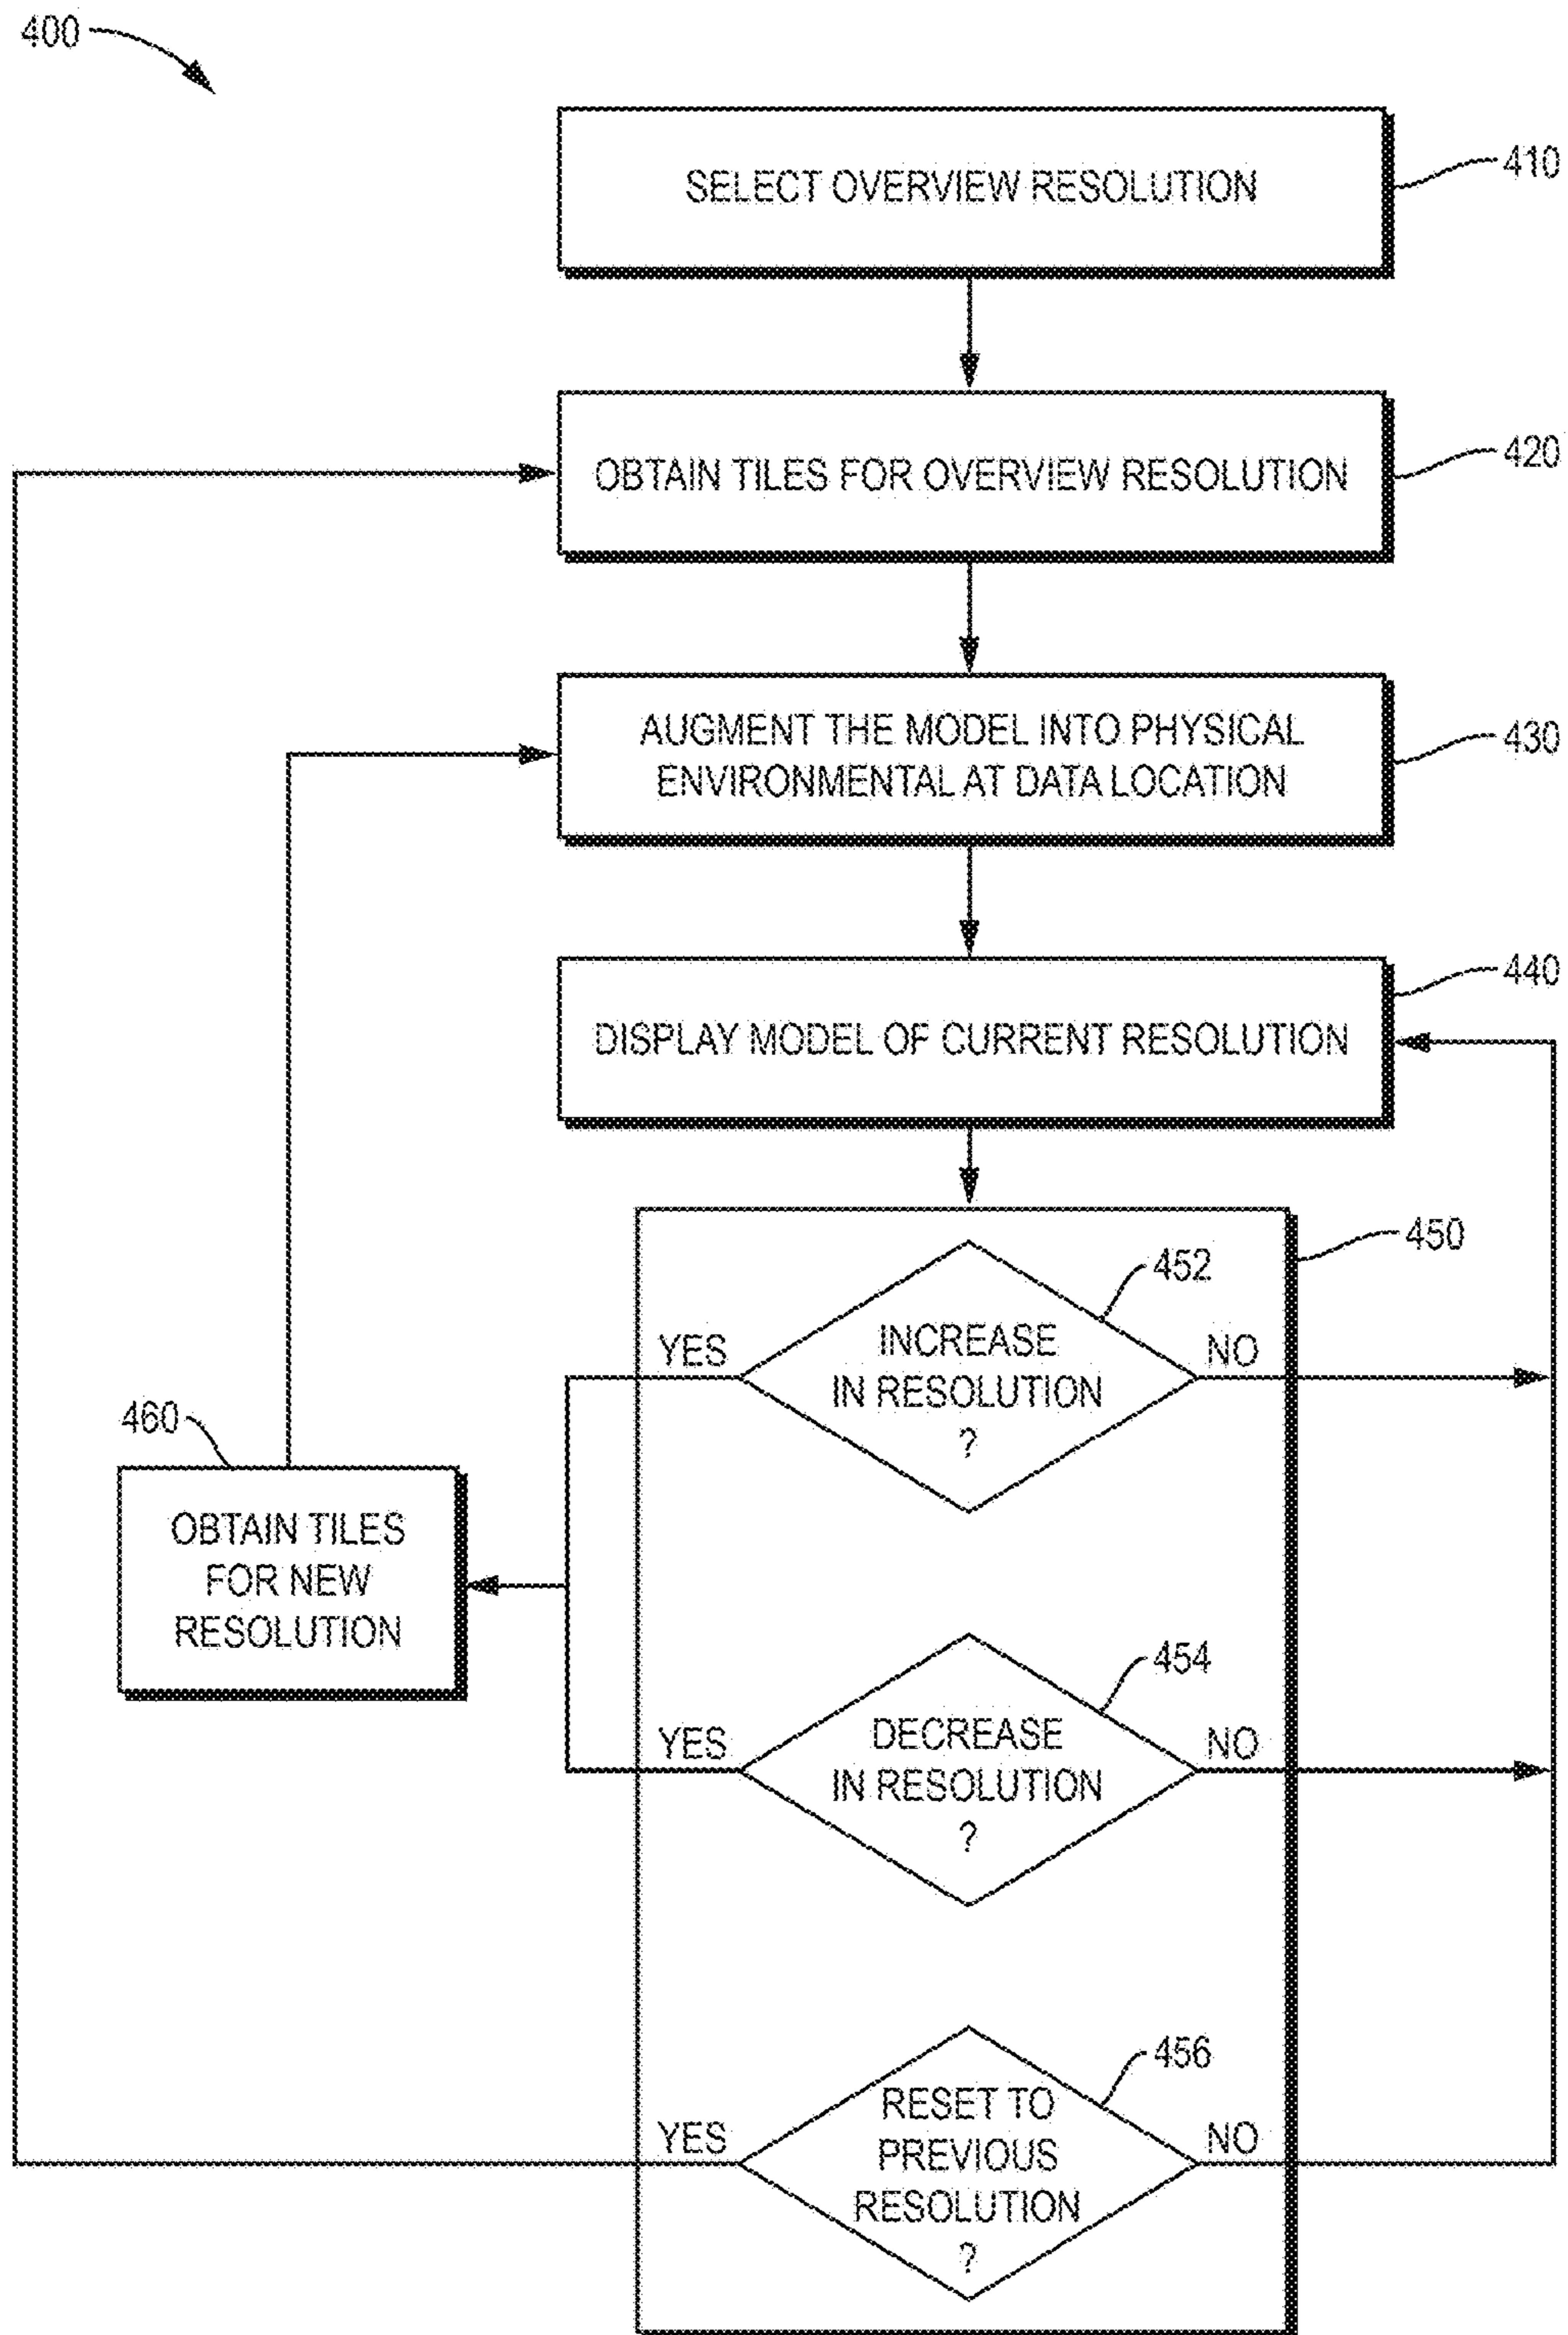 400
SELECT OVERVIEW RESOLUTION
410
OBTAIN TILES FOR OVERVIEW RESOLUTION
420
AUGMENT THE MODEL INTO PHYSICAL
ENVIRONMENTAL AT DATA LOCATION
430
DISPLAY MODEL OF CURRENT RESOLUTION
440
450
452
YES
INCREASE
IN RESOLUTION
?
NO
460
OBTAIN TILES
FOR NEW
RESOLUTION
454
YES
DECREASE
IN RESOLUTION
?
NO
456
YES
RESET TO
PREVIOUS
RESOLUTION
?
NO